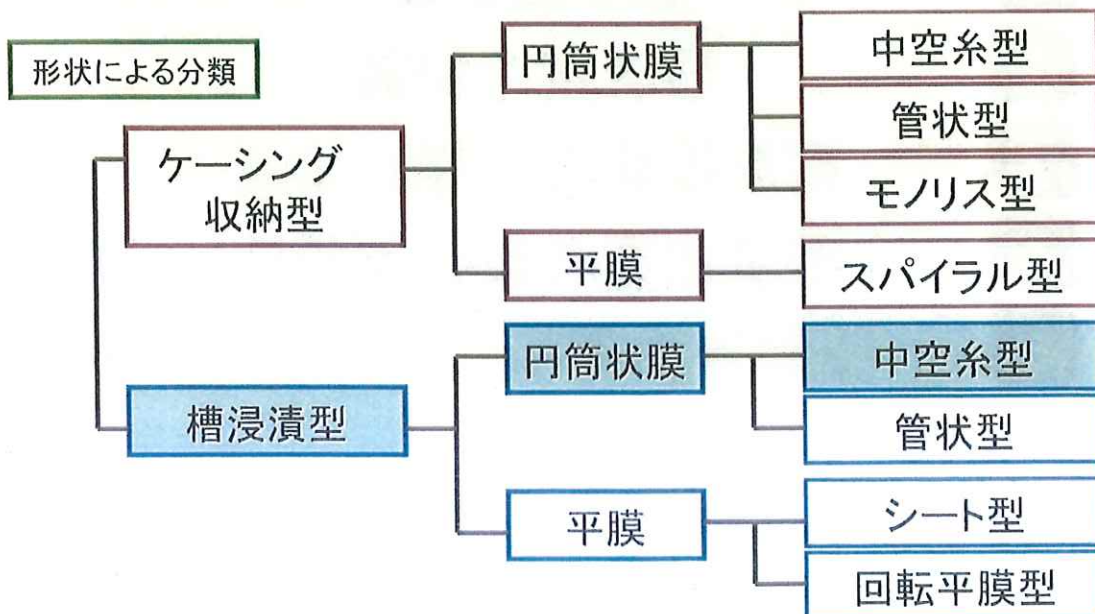 形状による分類
ケーシング
収納型
円筒状膜
中空糸型
管状型
モノリス型
平膜
スパイラル型
槽浸漬型
円筒状膜
中空糸型
管状型
平膜
シート型
回転平膜型